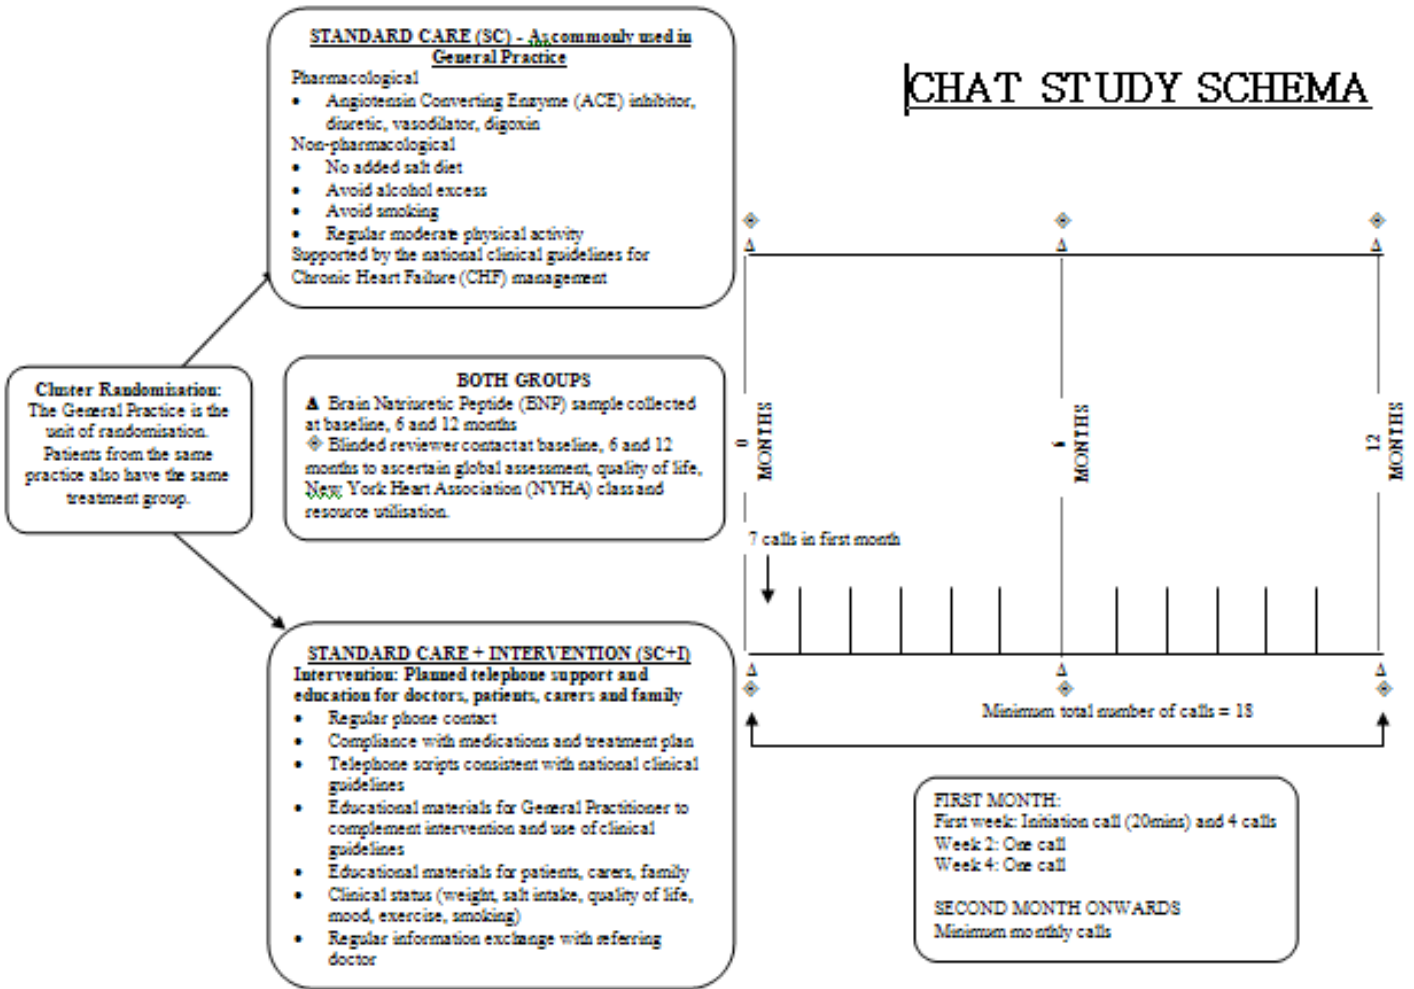 CHAT STUDY SCHEMA
STANDARD CARE (SC) - As commonly used in
General Practice
Pharmacological
• Angiotensin Converting Enzyme (ACE) inhibitor,
diuretic, vasodilator, digoxin
Non-pharmacological
• No added salt diet
• Avoid alcohol excess
• Avoid smoking
• Regular moderate physical activity
Supported by the national clinical guidelines for
Chronic Heart Failure (CHF) management
Cluster Randomisation:
The General Practice is the
unit of randomisation.
Patients from the same
practice also have the same
treatment group.
BOTH GROUPS
Δ Brain Natriuretic Peptide (BNP) sample collected
at baseline, 6 and 12 months
◈ Blinded reviewer contact at baseline, 6 and 12
months to ascertain global assessment, quality of life,
New York Heart Association (NYHA) class and
resource utilisation.
0
MONTHS
6
MONTHS
12
MONTHS
7 calls in first month
STANDARD CARE + INTERVENTION (SC+I)
Intervention: Planned telephone support and
education for doctors, patients, carers and family
• Regular phone contact
• Compliance with medications and treatment plan
• Telephone scripts consistent with national clinical
guidelines
• Educational materials for General Practitioner to
complement intervention and use of clinical
guidelines
• Educational materials for patients, carers, family
• Clinical status (weight, salt intake, quality of life,
mood, exercise, smoking)
• Regular information exchange with referring
doctor
Minimum total number of calls = 18
FIRST MONTH:
First week: Initiation call (20mins) and 4 calls
Week 2: One call
Week 4: One call
SECOND MONTH ONWARDS
Minimum monthly calls